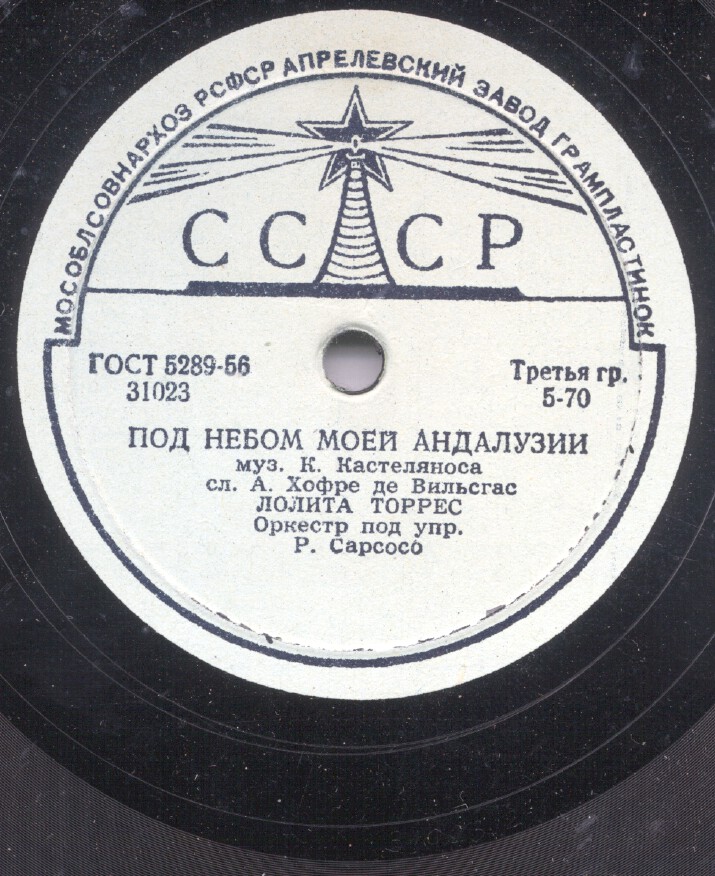 МОСОБЛСОВНАРХОЗ РСФСР АПРЕЛЕВСКИЙ ЗАВОД ГРАМПЛАСТИНОК
СССР
ГОСТ 5289-56
31023
Третья гр.
5-70
ПОД НЕБОМ МОЕЙ АНДАЛУЗИИ
муз. К. Кастеляноса
сл. А. Хофре де Вильсгас
ЛОЛИТА ТОРРЕС
Оркестр под упр.
Р. Сарсосо